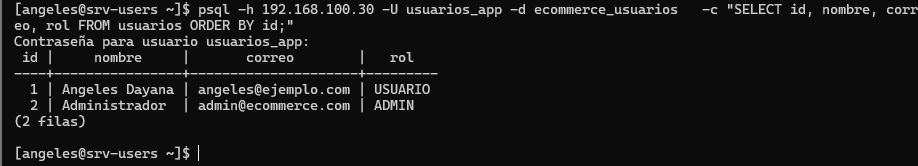 [angeles@srv-users ~]$ psql -h 192.168.100.30 -U usuarios_app -d ecommerce_usuarios   -c "SELECT id, nombre, corr
eo, rol FROM usuarios ORDER BY id;"
Contraseña para usuario usuarios_app:
 id |     nombre     |       correo        |   rol
----+----------------+---------------------+---------
  1 | Angeles Dayana | angeles@ejemplo.com | USUARIO
  2 | Administrador  | admin@ecommerce.com | ADMIN
(2 filas)
[angeles@srv-users ~]$